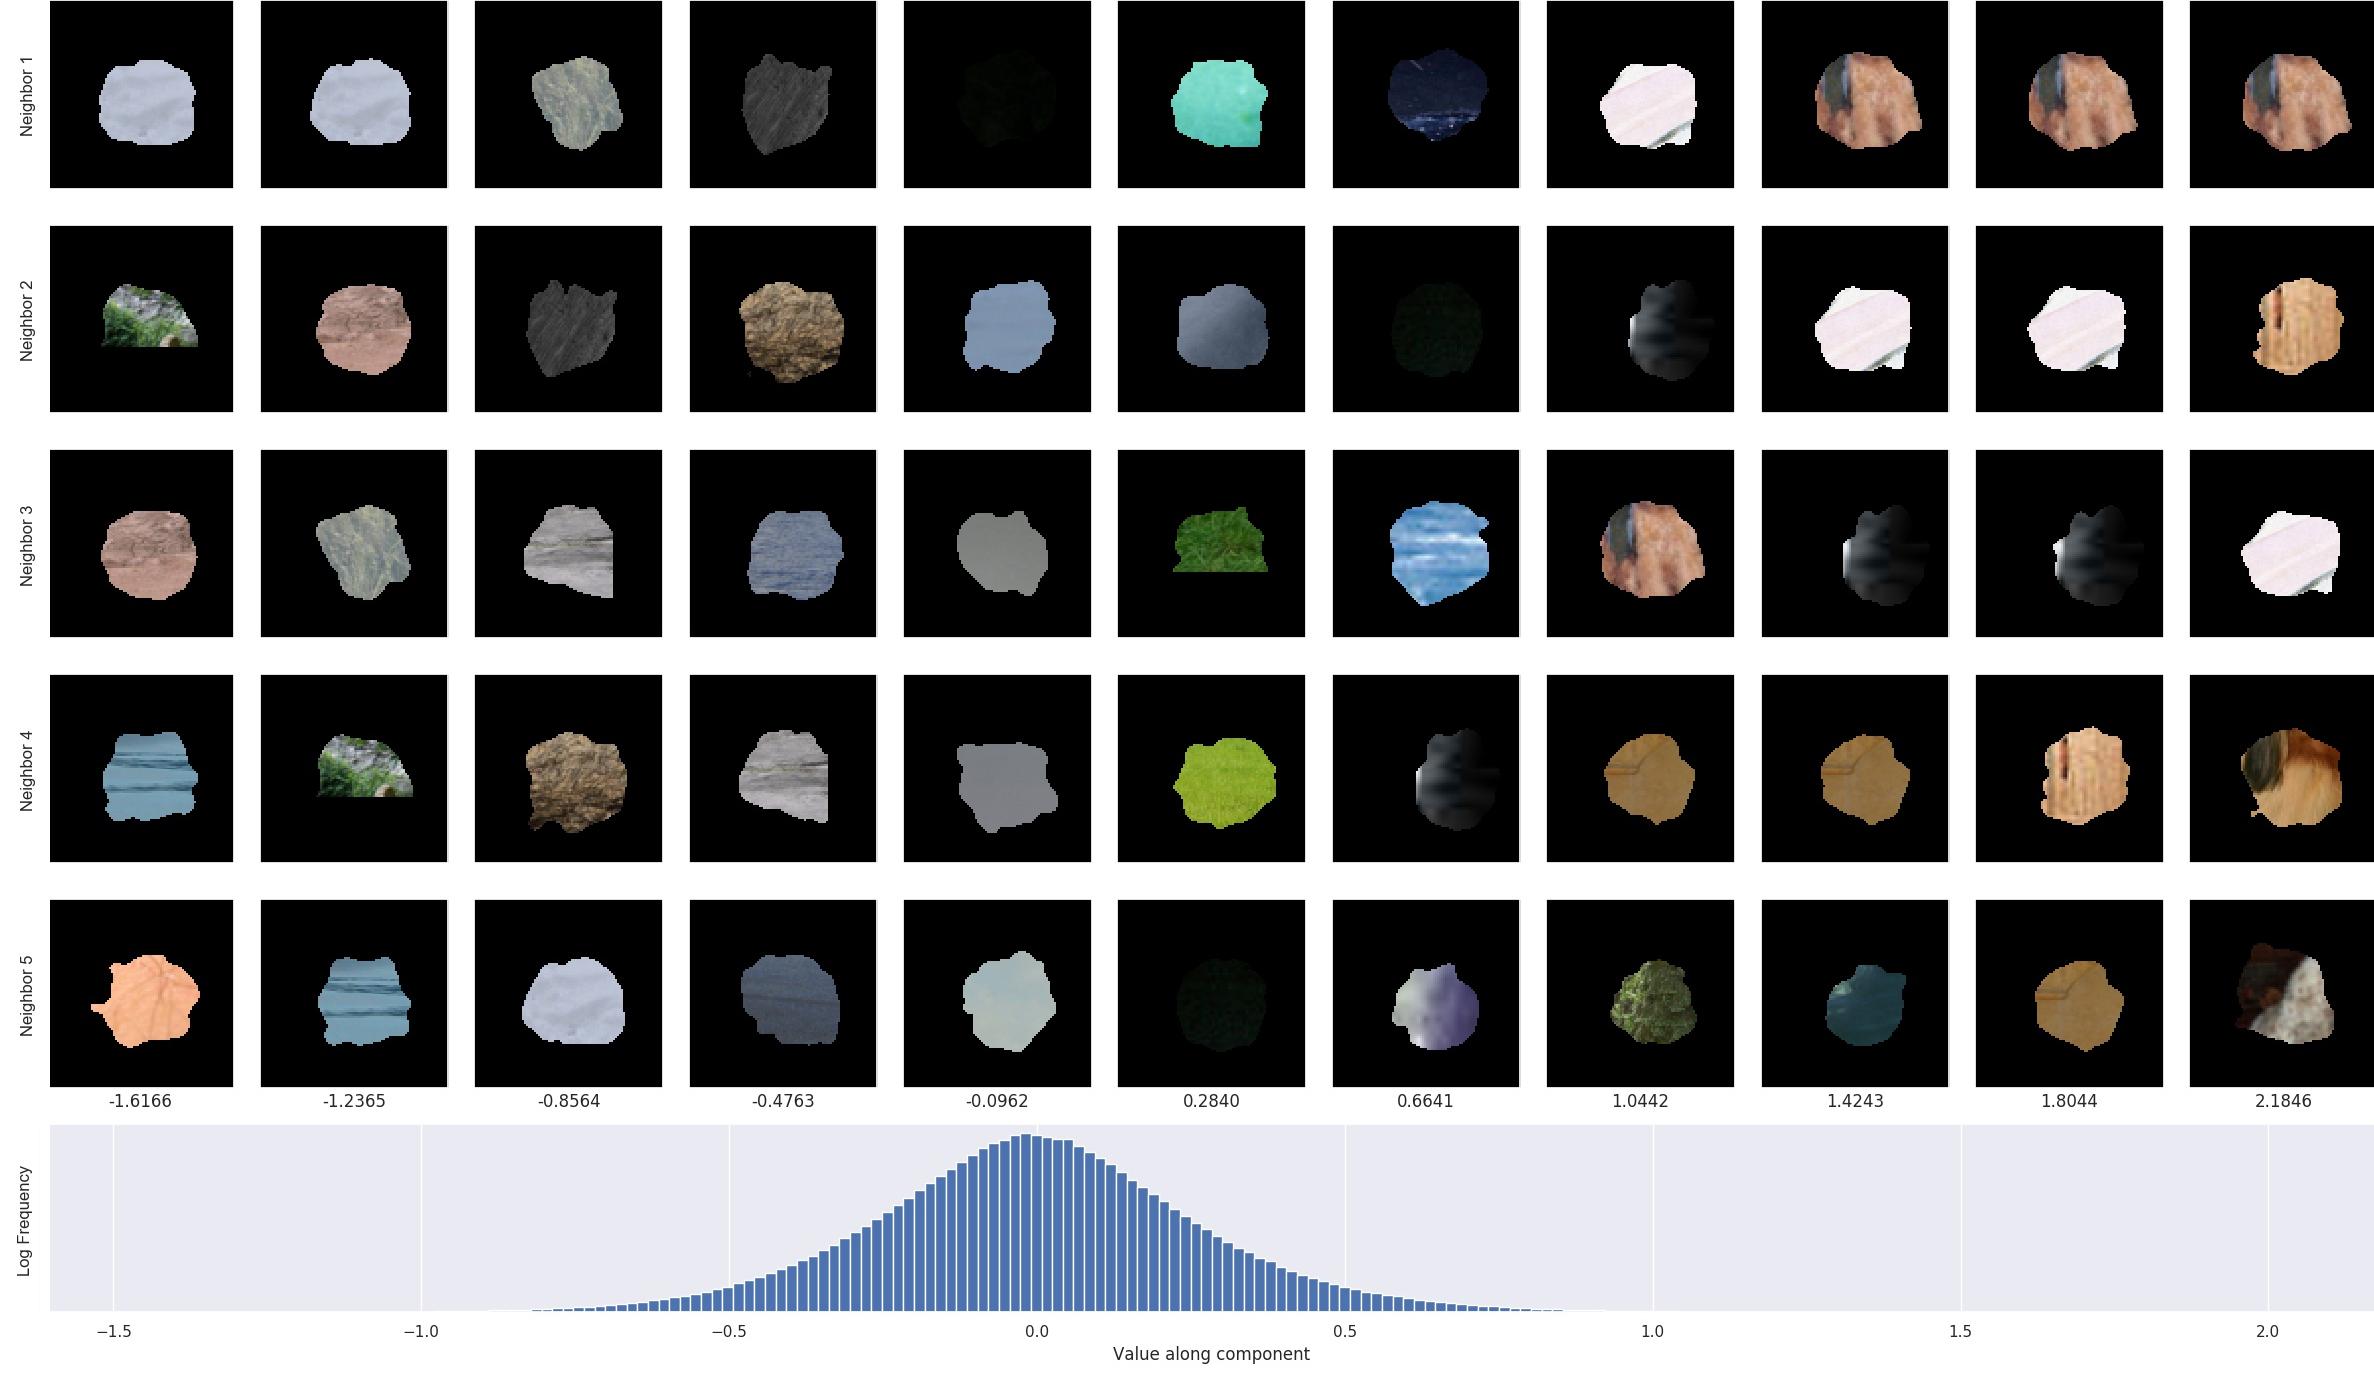 Neighbor 1
Neighbor 2
Neighbor 3
Neighbor 4
Neighbor 5
-1.6166 -1.2365 -0.8564 -0.4763 -0.0962 0.2840 0.6641 1.0442 1.4243 1.8044 2.1846
Log Frequency
−1.5 −1.0 −0.5 0.0 0.5 1.0 1.5 2.0
Value along component